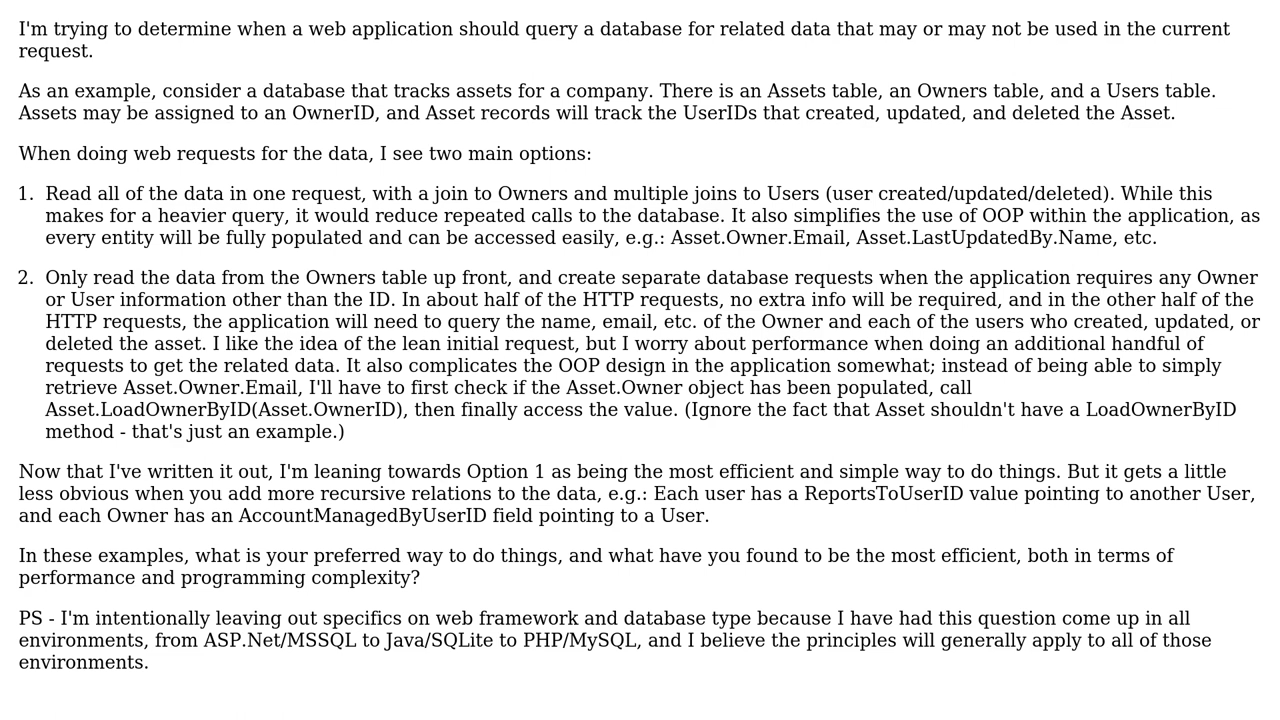 I'm trying to determine when a web application should query a database for related data that may or may not be used in the current
request.
As an example, consider a database that tracks assets for a company. There is an Assets table, an Owners table, and a Users table.
Assets may be assigned to an OwnerID, and Asset records will track the UserIDs that created, updated, and deleted the Asset.
When doing web requests for the data, I see two main options:
1. Read all of the data in one request, with a join to Owners and multiple joins to Users (user created/updated/deleted). While this
makes for a heavier query, it would reduce repeated calls to the database. It also simplifies the use of OOP within the application, as
every entity will be fully populated and can be accessed easily, e.g.: Asset.Owner.Email, Asset.LastUpdatedBy.Name, etc.
2. Only read the data from the Owners table up front, and create separate database requests when the application requires any Owner
or User information other than the ID. In about half of the HTTP requests, no extra info will be required, and in the other half of the
HTTP requests, the application will need to query the name, email, etc. of the Owner and each of the users who created, updated, or
deleted the asset. I like the idea of the lean initial request, but I worry about performance when doing an additional handful of
requests to get the related data. It also complicates the OOP design in the application somewhat; instead of being able to simply
retrieve Asset.Owner.Email, I'll have to first check if the Asset.Owner object has been populated, call
Asset.LoadOwnerByID(Asset.OwnerID), then finally access the value. (Ignore the fact that Asset shouldn't have a LoadOwnerByID
method - that's just an example.)
Now that I've written it out, I'm leaning towards Option 1 as being the most efficient and simple way to do things. But it gets a little
less obvious when you add more recursive relations to the data, e.g.: Each user has a ReportsToUserID value pointing to another User,
and each Owner has an AccountManagedByUserID field pointing to a User.
In these examples, what is your preferred way to do things, and what have you found to be the most efficient, both in terms of
performance and programming complexity?
PS - I'm intentionally leaving out specifics on web framework and database type because I have had this question come up in all
environments, from ASP.Net/MSSQL to Java/SQLite to PHP/MySQL, and I believe the principles will generally apply to all of those
environments.